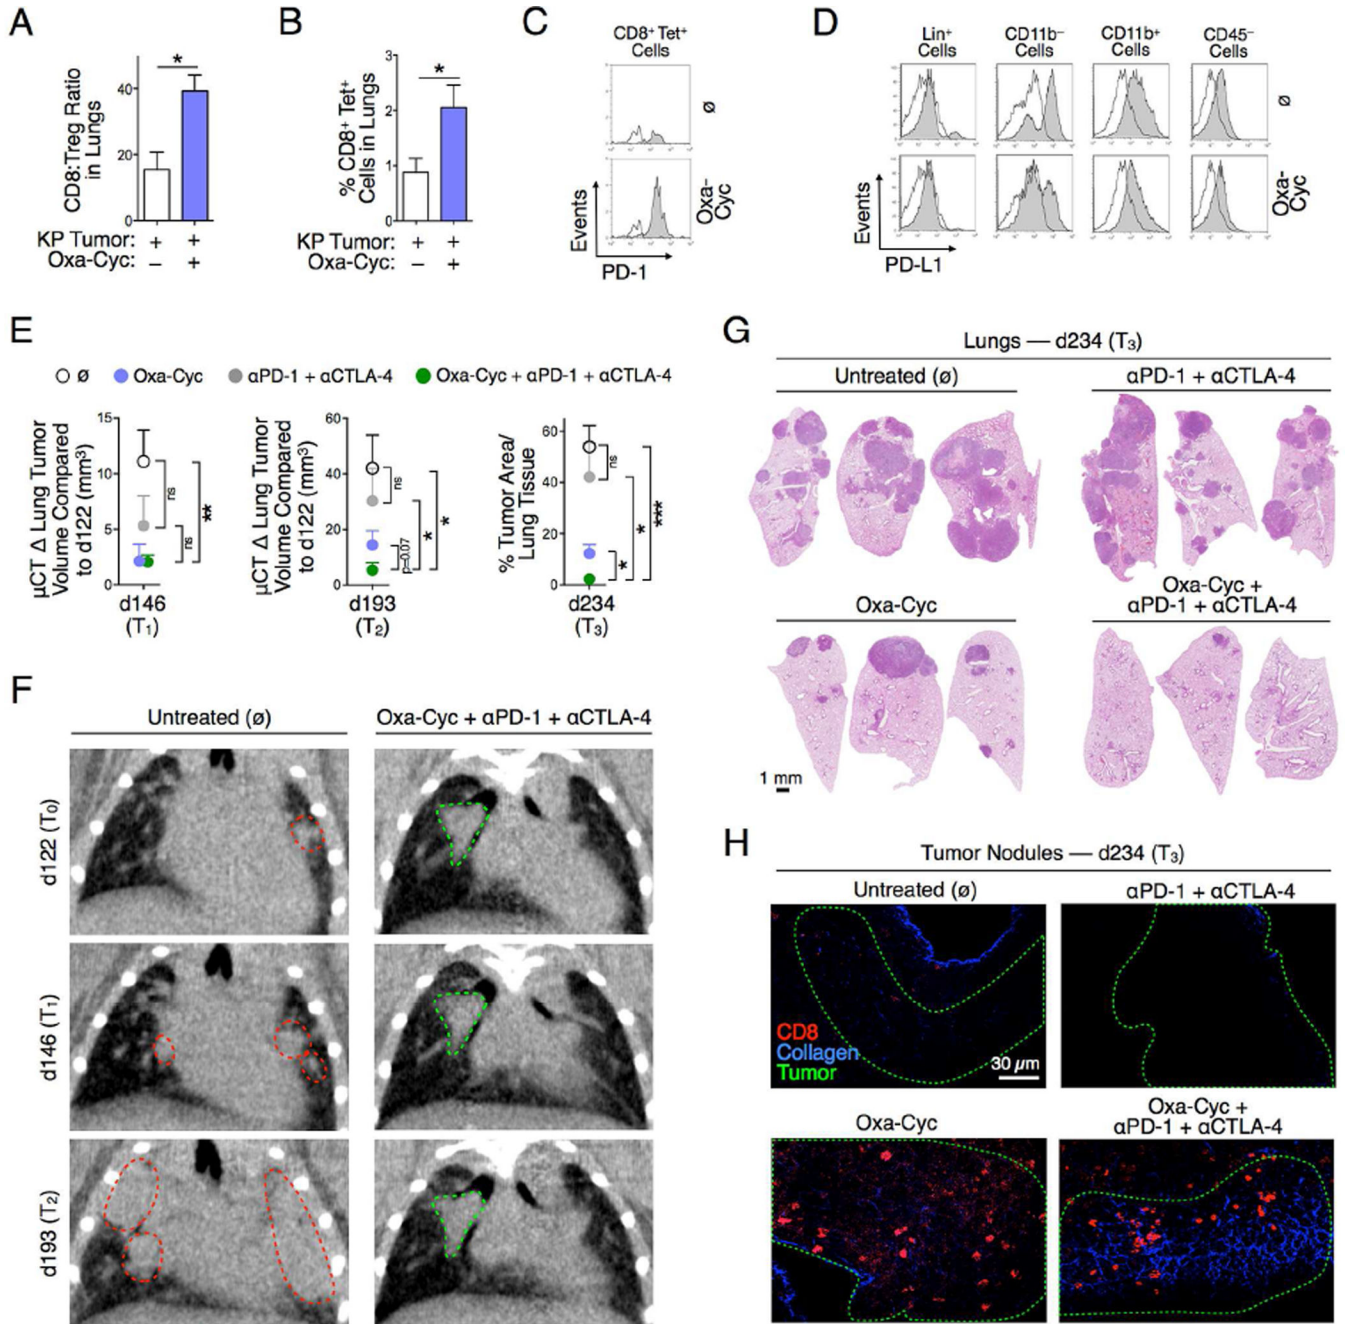 A
CD8:Treg Ratio
in Lungs
40
20
0
*
KP Tumor: + +
Oxa-Cyc: – +
B
% CD8⁺ Tet⁺
Cells in Lungs
3
2
1
0
*
KP Tumor: + +
Oxa-Cyc: – +
C
CD8⁺ Tet⁺
Cells
ø
Oxa-
Cyc
Events
PD-1
D
Lin⁺
Cells
CD11b⁻
Cells
CD11b⁺
Cells
CD45⁻
Cells
ø
Oxa-
Cyc
Events
PD-L1
E
ø Oxa-Cyc αPD-1 + αCTLA-4 Oxa-Cyc + αPD-1 + αCTLA-4
µCT Δ Lung Tumor
Volume Compared
to d122 (mm³)
15
10
5
0
ns
ns
**
d146
(T₁)
µCT Δ Lung Tumor
Volume Compared
to d122 (mm³)
60
40
20
0
ns
p=0.07
*
*
d193
(T₂)
% Tumor Area/
Lung Tissue
60
40
20
0
ns
*
*
***
d234
(T₃)
F
Untreated (ø)
Oxa-Cyc + αPD-1 + αCTLA-4
d122 (T₀)
d146 (T₁)
d193 (T₂)
G
Lungs — d234 (T₃)
Untreated (ø)
αPD-1 + αCTLA-4
Oxa-Cyc
Oxa-Cyc +
αPD-1 + αCTLA-4
1 mm
H
Tumor Nodules — d234 (T₃)
Untreated (ø)
αPD-1 + αCTLA-4
CD8
Collagen
Tumor
30 µm
Oxa-Cyc
Oxa-Cyc +
αPD-1 + αCTLA-4